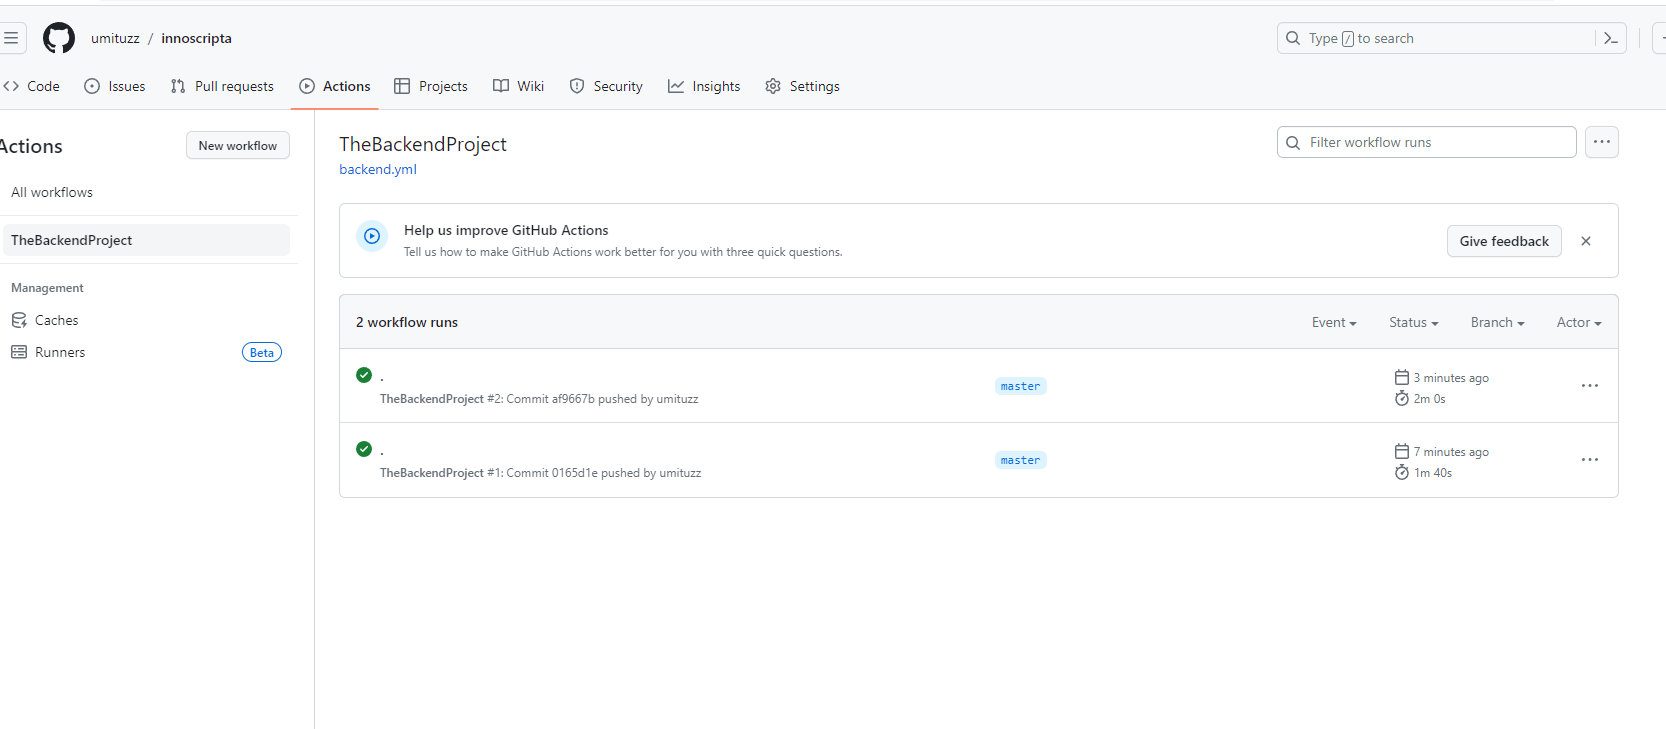 umituzz / innoscripta
Type / to search
Code
Issues
Pull requests
Actions
Projects
Wiki
Security
Insights
Settings
Actions
New workflow
All workflows
TheBackendProject
Management
Caches
Runners
Beta
TheBackendProject
backend.yml
Filter workflow runs
Help us improve GitHub Actions
Tell us how to make GitHub Actions work better for you with three quick questions.
Give feedback
2 workflow runs
Event
Status
Branch
Actor
.
TheBackendProject #2: Commit af9667b pushed by umituzz
master
3 minutes ago
2m 0s
.
TheBackendProject #1: Commit 0165d1e pushed by umituzz
master
7 minutes ago
1m 40s